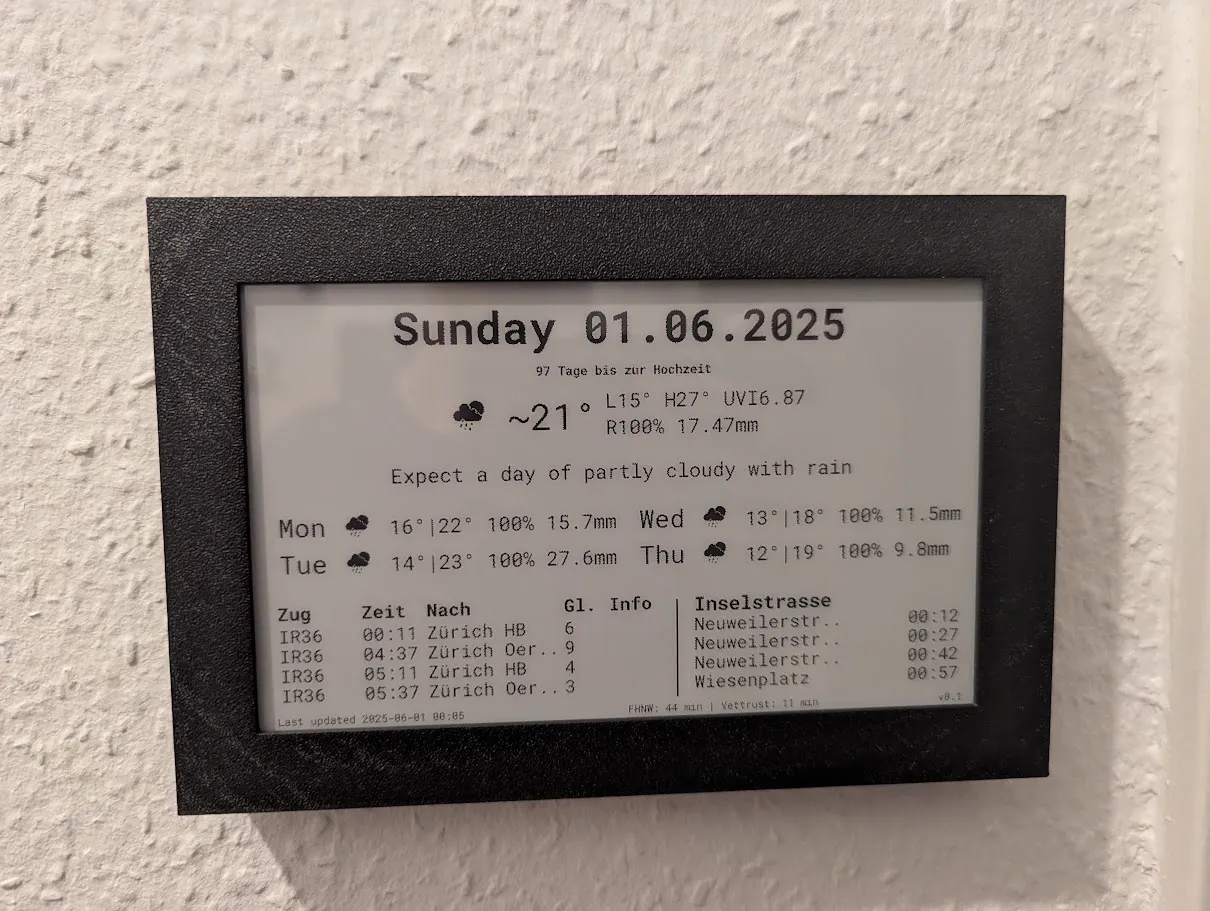 Sunday 01.06.2025
97 Tage bis zur Hochzeit
~21° L15° H27° UVI6.87
R100% 17.47mm
Expect a day of partly cloudy with rain
Mon 16°|22° 100% 15.7mm Wed 13°|18° 100% 11.5mm
Tue 14°|23° 100% 27.6mm Thu 12°|19° 100% 9.8mm
Zug Zeit Nach Gl. Info
IR36 00:11 Zürich HB 6
IR36 04:37 Zürich Oer.. 9
IR36 05:11 Zürich HB 4
IR36 05:37 Zürich Oer.. 3
Inselstrasse
Neuweilerstr.. 00:12
Neuweilerstr.. 00:27
Neuweilerstr.. 00:42
Wiesenplatz 00:57
Last updated 2025-06-01 00:05
FHNW: 44 min | Vettrust: 11 min
v0.1